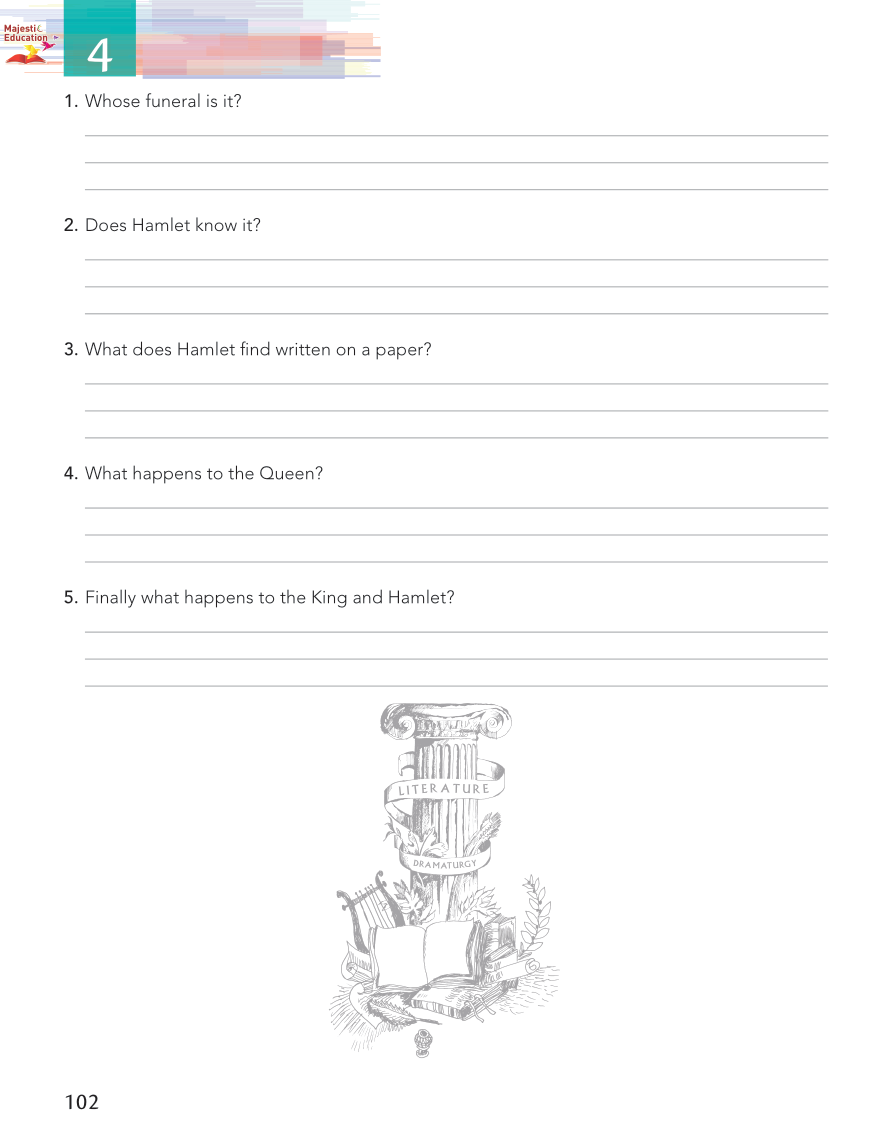 Majestic
Education
4
1. Whose funeral is it?
2. Does Hamlet know it?
3. What does Hamlet find written on a paper?
4. What happens to the Queen?
5. Finally what happens to the King and Hamlet?
LITERATURE
DRAMATURGY
102